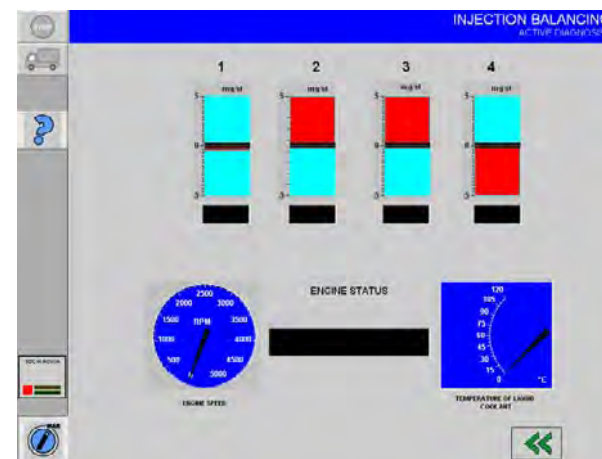 INJECTION BALANCING
ACTIVE DIAGNOSIS
1 2 3 4
mg/st mg/st mg/st mg/st
5 5 5 5
0 0 0 0
-5 -5 -5 -5
ENGINE STATUS
2500
2000 3000
1500 RPM 3500
1000 4000
500 4500
0 5000
ENGINE SPEED
120
105
90
75
60
45
30
15
0 °C
TEMPERATURE OF LIQUID
COOLANT